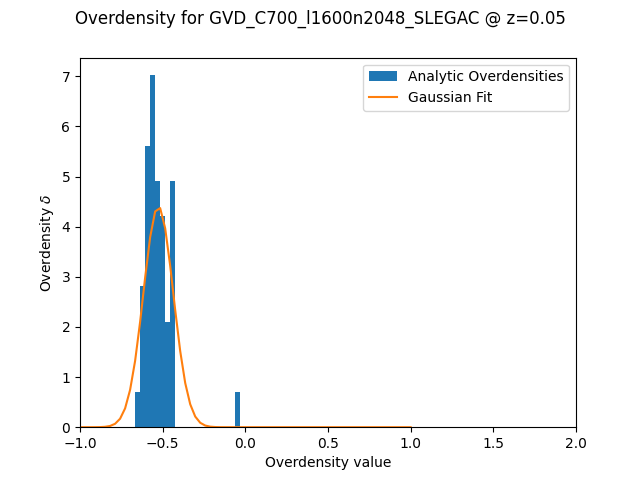 Overdensity for GVD_C700_l1600n2048_SLEGAC @ z=0.05
Analytic Overdensities
Gaussian Fit
Overdensity δ
7
6
5
4
3
2
1
0
−1.0 −0.5 0.0 0.5 1.0 1.5 2.0
Overdensity value